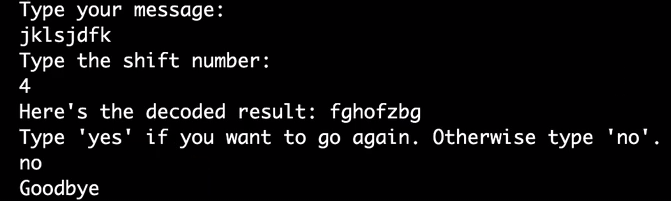 Type your message:
jklsjdfk
Type the shift number:
4
Here's the decoded result: fghofzbg
Type 'yes' if you want to go again. Otherwise type 'no'.
no
Goodbye